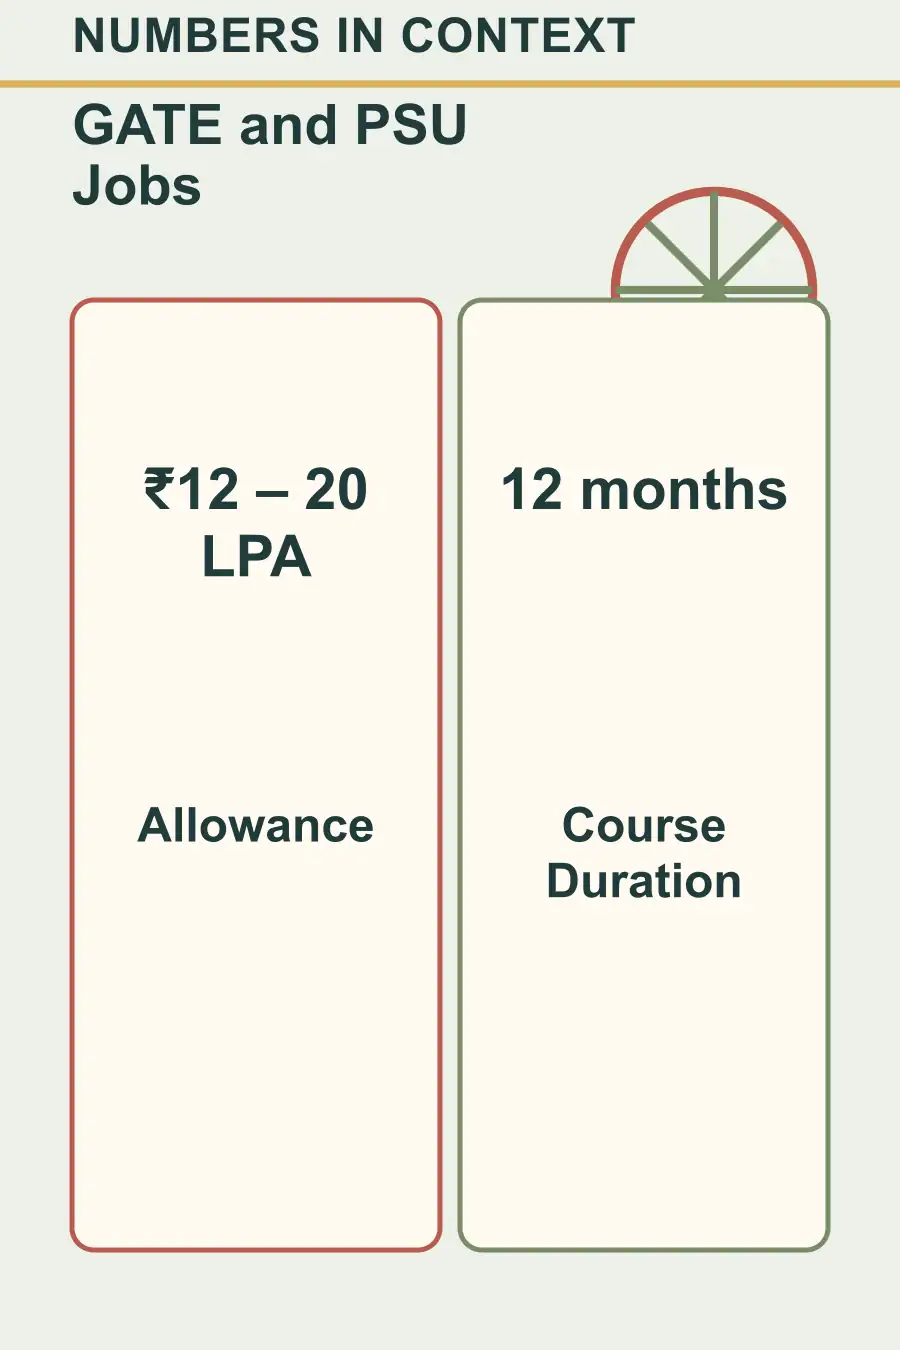 NUMBERS IN CONTEXT
GATE and PSU
Jobs
₹12 – 20
LPA
Allowance
12 months
Course
Duration